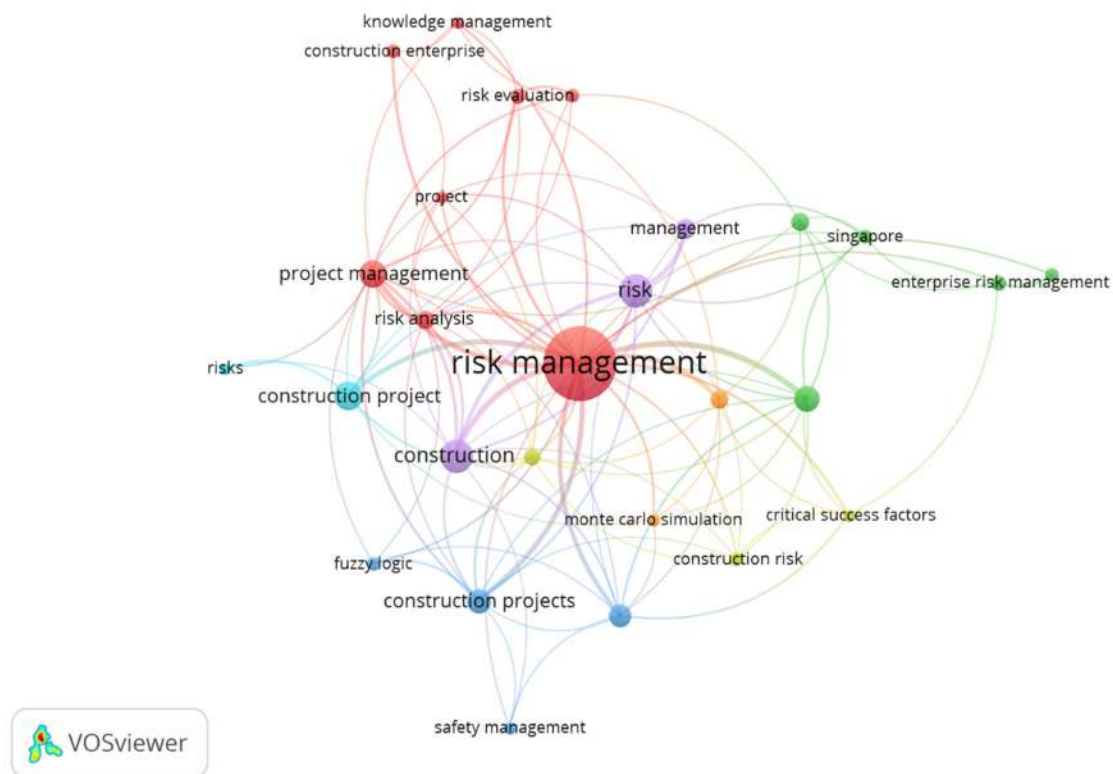 knowledge management
construction enterprise
risk evaluation
project
management
singapore
project management
enterprise risk management
risk
risk analysis
risk management
risks
construction project
construction
monte carlo simulation
critical success factors
construction risk
fuzzy logic
construction projects
safety management
VOSviewer